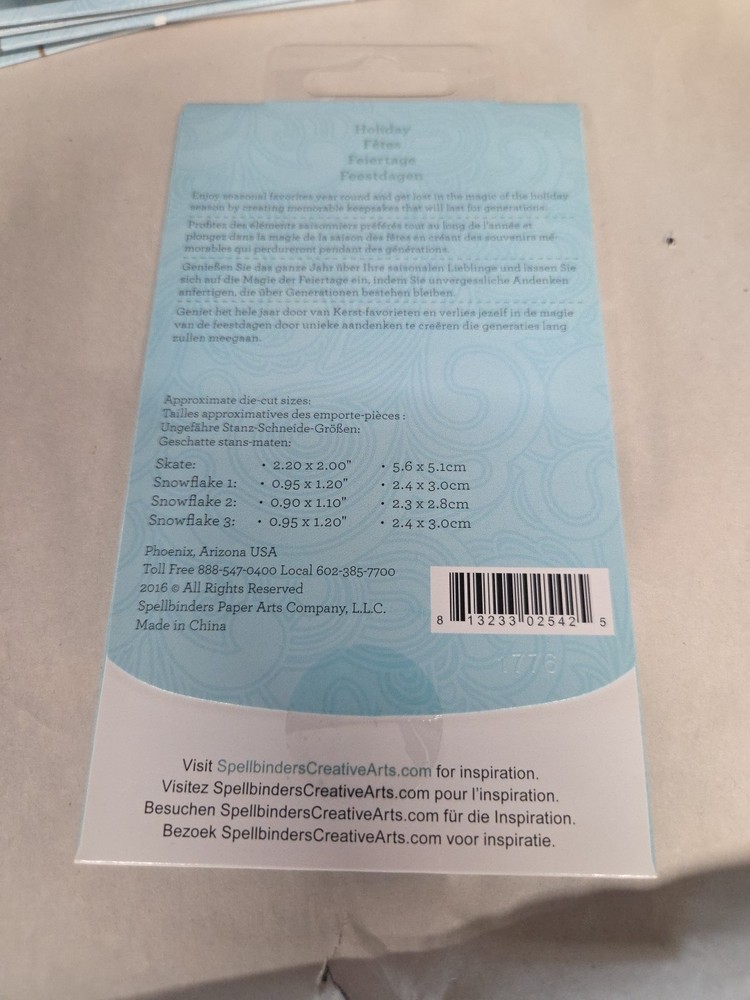 Holiday
Fêtes
Feiertage
Feestdagen
Enjoy seasonal favorites year round and get lost in the magic of the holiday
season by creating memorable keepsakes that will last for generations.
Profitez des éléments saisonniers préférés tout au long de l'année et
plongez dans la magie de la saison des fêtes en créant des souvenirs mé-
morables qui perdureront pendant des générations.
Genießen Sie das ganze Jahr über Ihre saisonalen Lieblinge und lassen Sie
sich auf die Magie der Feiertage ein, indem Sie unvergessliche Andenken
anfertigen, die über Generationen bestehen bleiben.
Geniet het hele jaar door van Kerst-favorieten en verlies jezelf in de magie
van de feestdagen door unieke aandenken te creëren die generaties lang
zullen meegaan.
Approximate die-cut sizes:
Tailles approximatives des emporte-pièces :
Ungefähre Stanz-Schneide-Größen:
Geschatte stans-maten:
Skate: • 2.20 x 2.00" • 5.6 x 5.1cm
Snowflake 1: • 0.95 x 1.20" • 2.4 x 3.0cm
Snowflake 2: • 0.90 x 1.10" • 2.3 x 2.8cm
Snowflake 3: • 0.95 x 1.20" • 2.4 x 3.0cm
Phoenix, Arizona USA
Toll Free 888-547-0400 Local 602-385-7700
2016 © All Rights Reserved
Spellbinders Paper Arts Company, L.L.C.
Made in China
8 13233 02542 5
1776
Visit SpellbindersCreativeArts.com for inspiration.
Visitez SpellbindersCreativeArts.com pour l'inspiration.
Besuchen SpellbindersCreativeArts.com für die Inspiration.
Bezoek SpellbindersCreativeArts.com voor inspiratie.